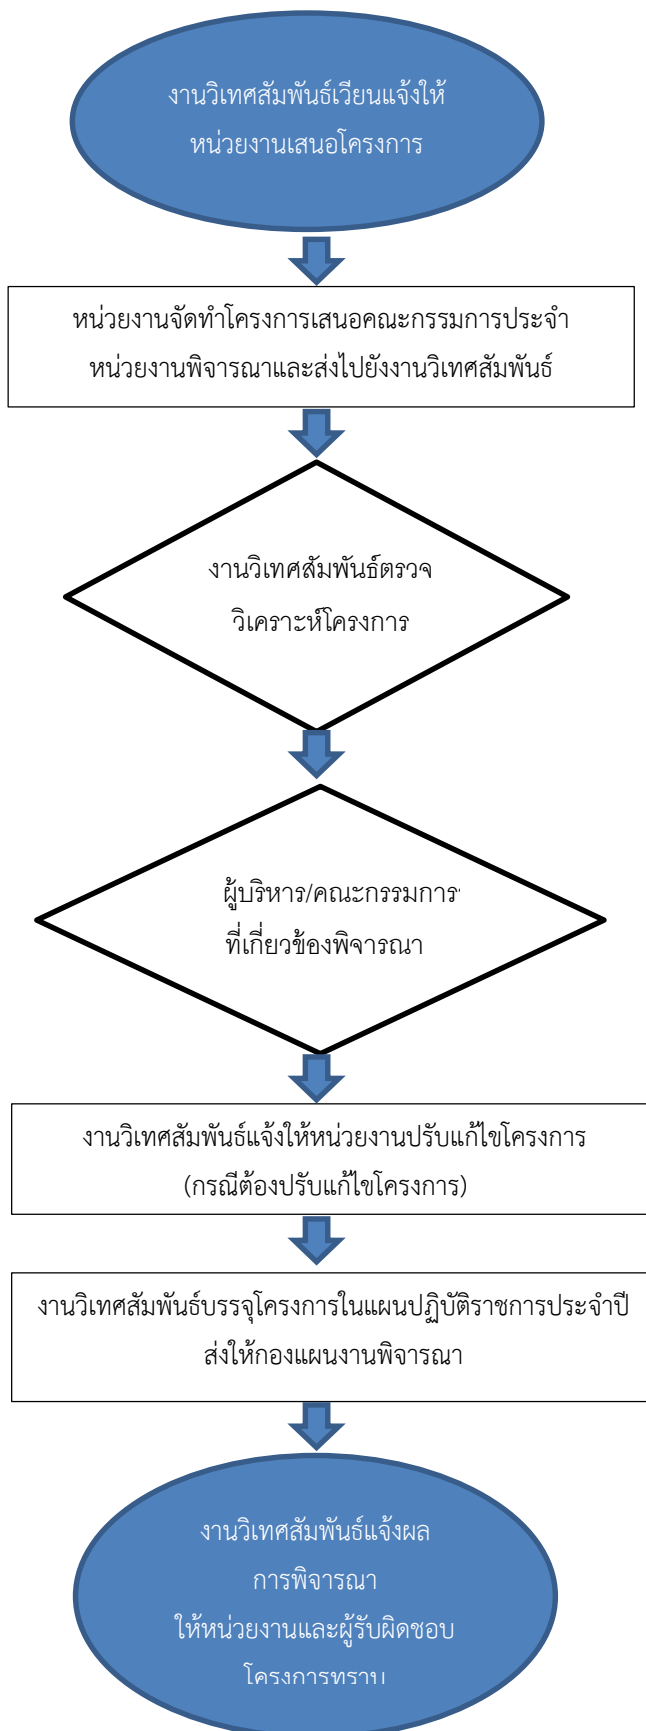 งานวิเทศสัมพันธ์เวียนแจ้งให้
หน่วยงานเสนอโครงการ
หน่วยงานจัดทำโครงการเสนอคณะกรรมการประจำ
หน่วยงานพิจารณาและส่งไปยังงานวิเทศสัมพันธ์
งานวิเทศสัมพันธ์ตรวจ
วิเคราะห์โครงการ
ผู้บริหาร/คณะกรรมการ
ที่เกี่ยวข้องพิจารณา
งานวิเทศสัมพันธ์แจ้งให้หน่วยงานปรับแก้ไขโครงการ
(กรณีต้องปรับแก้ไขโครงการ)
งานวิเทศสัมพันธ์บรรจุโครงการในแผนปฏิบัติราชการประจำปี
ส่งให้กองแผนงานพิจารณา
งานวิเทศสัมพันธ์แจ้งผล
การพิจารณา
ให้หน่วยงานและผู้รับผิดชอบ
โครงการทราบ